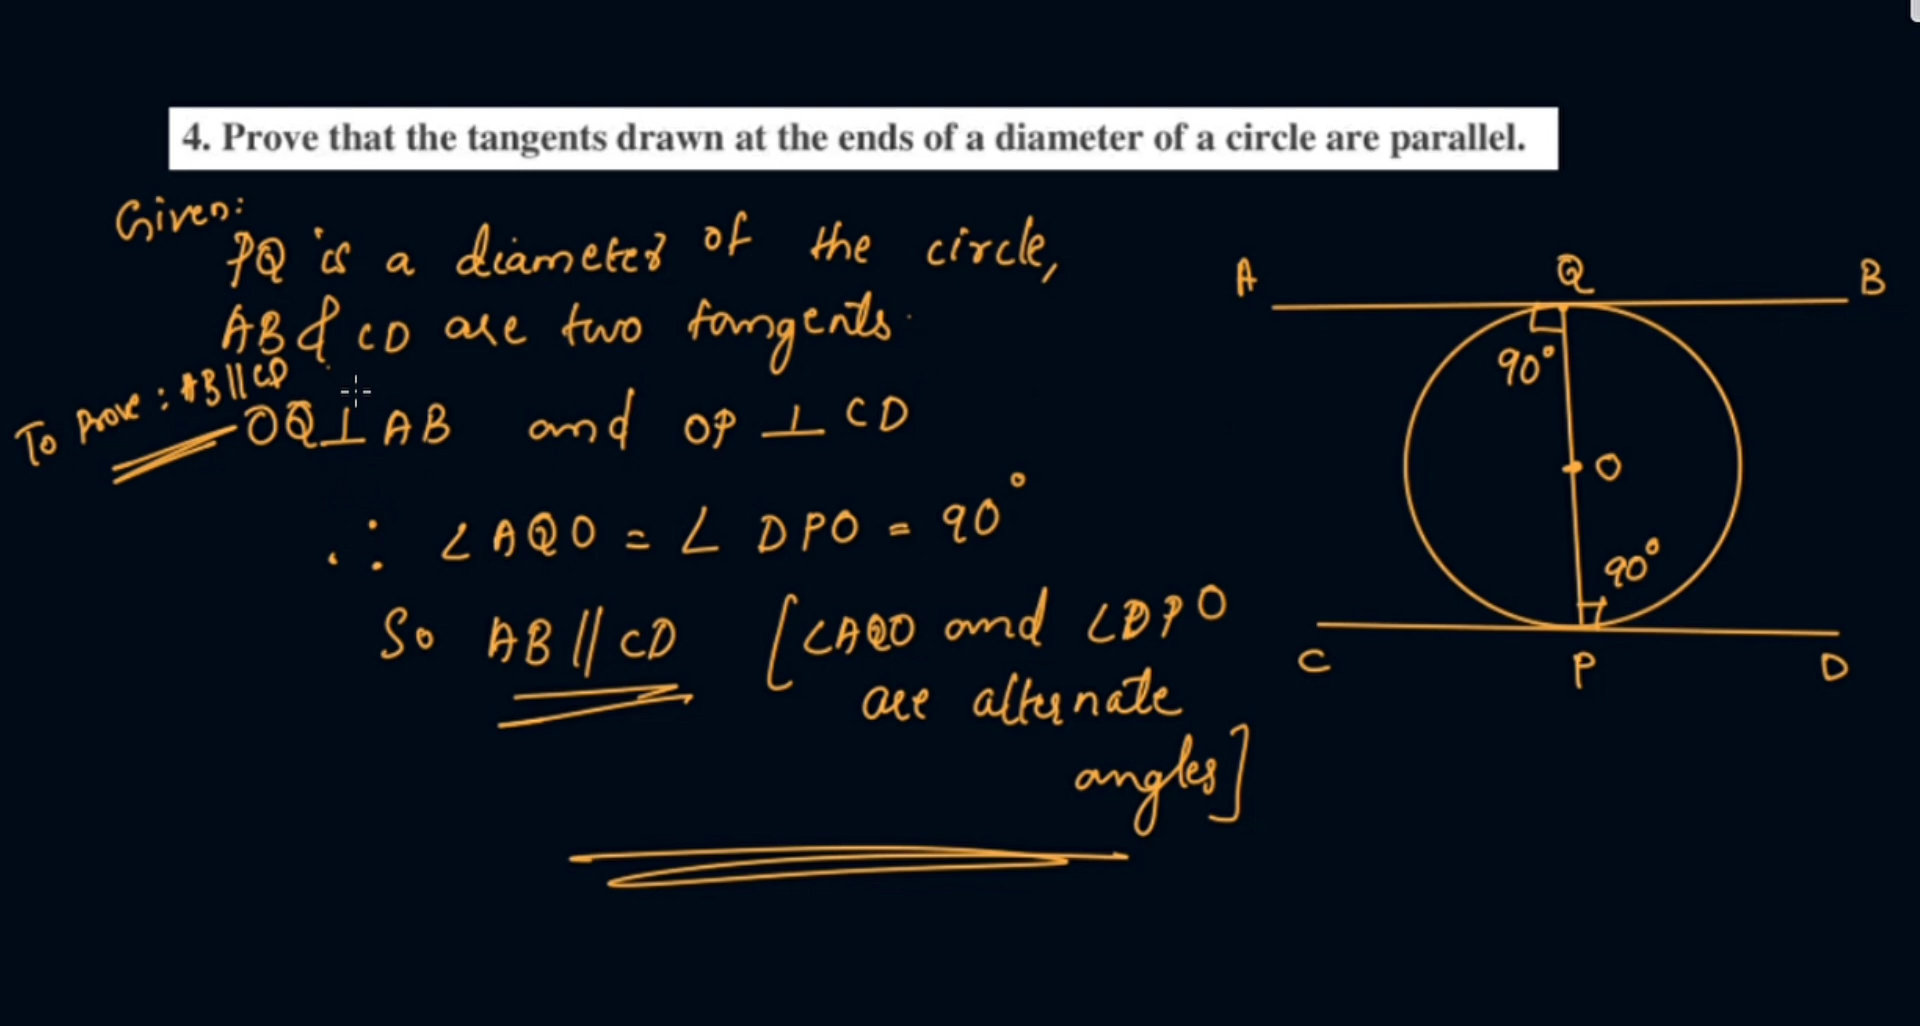 4. Prove that the tangents drawn at the ends of a diameter of a circle are parallel.
Given:
PQ is a diameter of the circle,
AB & CD are two tangents.
To Prove: AB || CD
OQ ⊥ AB and OP ⊥ CD
∴ ∠AQO = ∠DPO = 90°
So AB || CD [∠AQO and ∠DPO
are alternate
angles]
A Q B
90°
O
90°
C P D